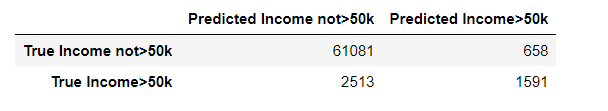 Predicted Income not>50k Predicted Income>50k
True Income not>50k 61081 658
True Income>50k 2513 1591